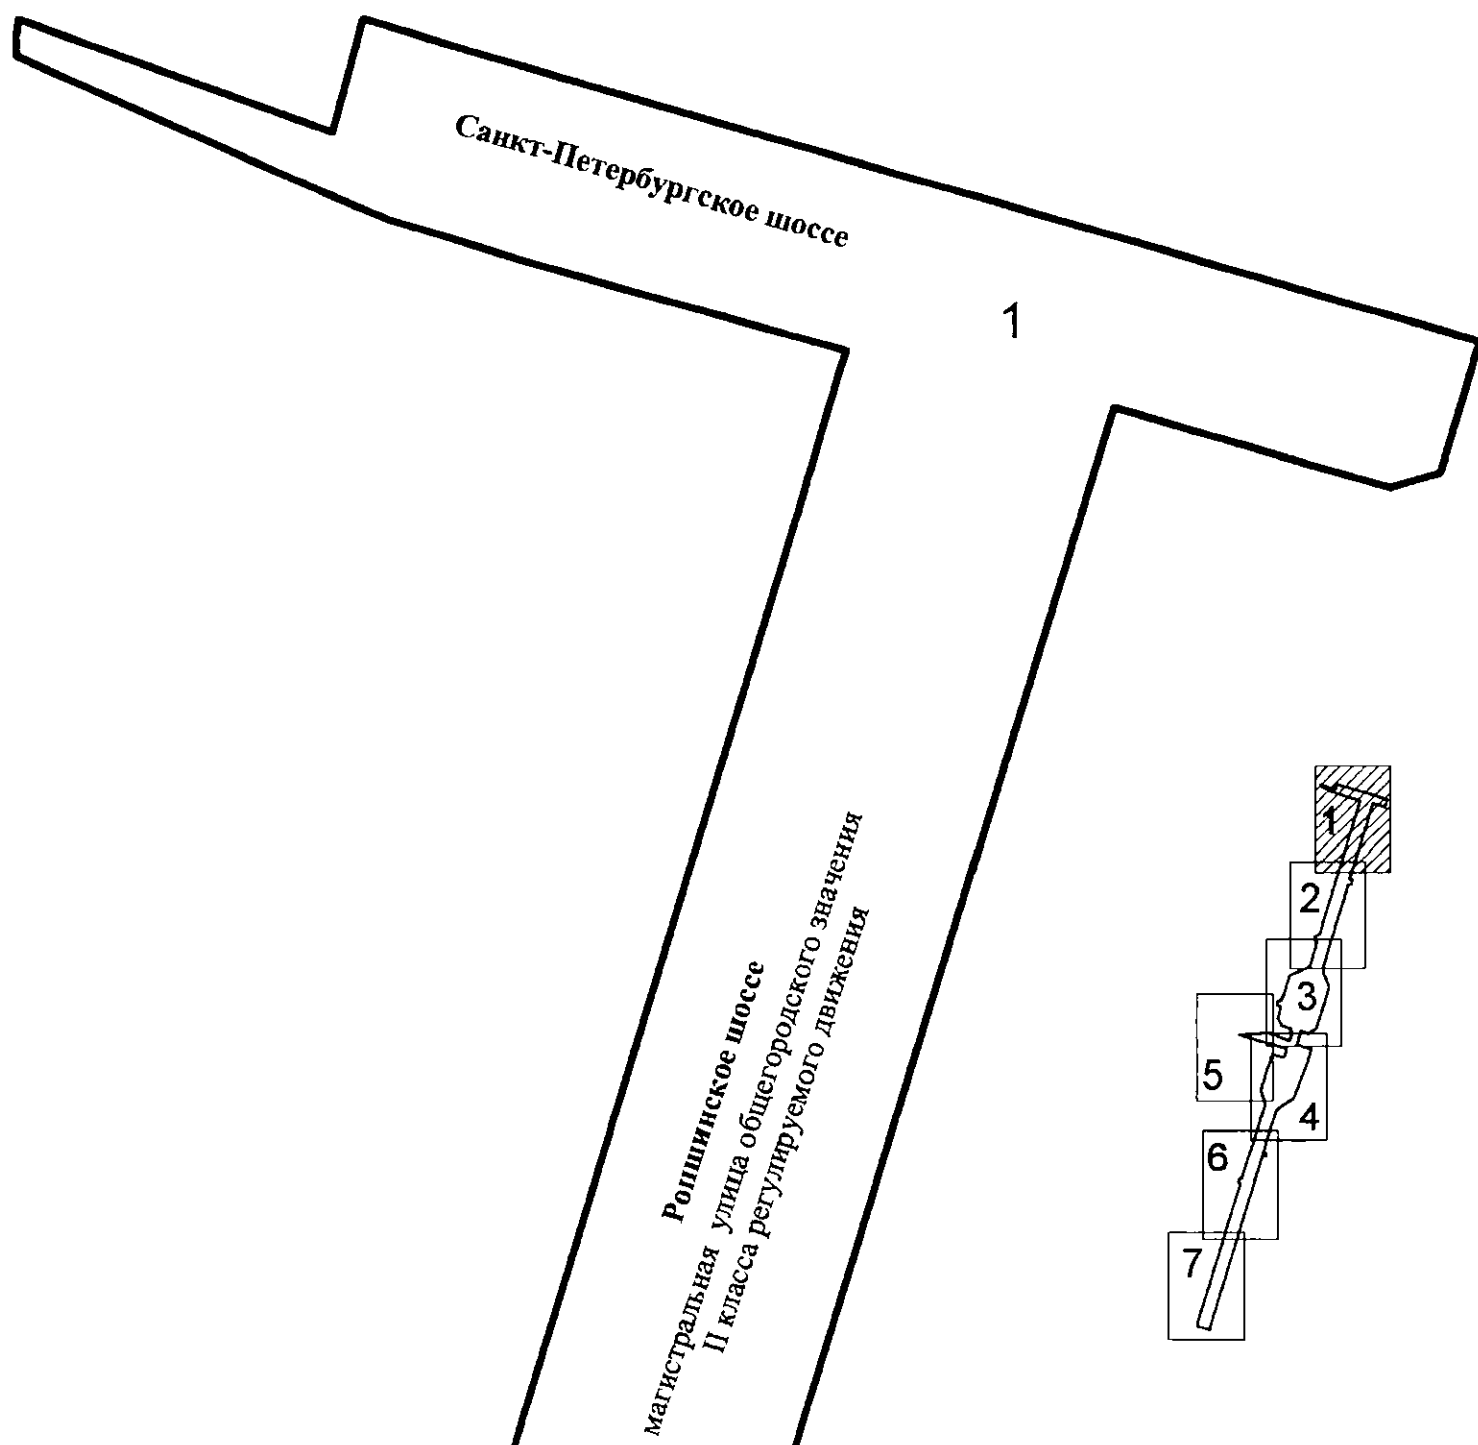 Санкт-Петербургское шоссе
1
Ропшинское шоссе
магистральная улица общегородского значения
II класса регулируемого движения
1
2
3
5
4
6
7